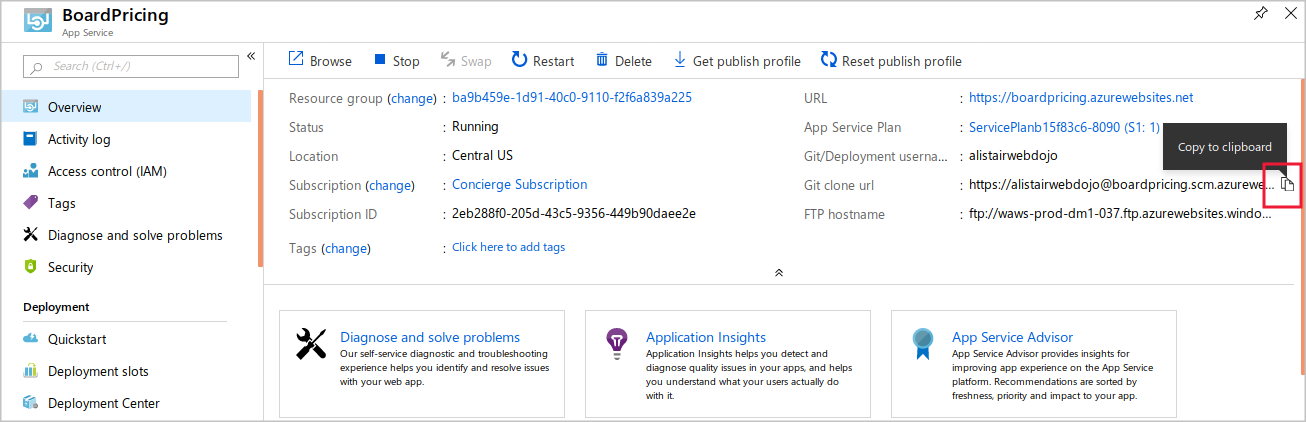 BoardPricing
App Service
Search (Ctrl+/)
«
Overview
Activity log
Access control (IAM)
Tags
Diagnose and solve problems
Security
Deployment
Quickstart
Deployment slots
Deployment Center
Browse
Stop
Swap
Restart
Delete
Get publish profile
Reset publish profile
Resource group (change) : ba9b459e-1d91-40c0-9110-f2f6a839a225
Status : Running
Location : Central US
Subscription (change) : Concierge Subscription
Subscription ID : 2eb288f0-205d-43c5-9356-449b90daee2e
Tags (change) : Click here to add tags
URL : https://boardpricing.azurewebsites.net
App Service Plan : ServicePlanb15f83c6-8090 (S1: 1)
Copy to clipboard
Git/Deployment userna... : alistairwebdojo
Git clone url : https://alistairwebdojo@boardpricing.scm.azurewe...
FTP hostname : ftp://waws-prod-dm1-037.ftp.azurewebsites.windo...
Diagnose and solve problems
Our self-service diagnostic and troubleshooting
experience helps you identify and resolve issues
with your web app.
Application Insights
Application Insights helps you detect and
diagnose quality issues in your apps, and helps
you understand what your users actually do
with it.
App Service Advisor
App Service Advisor provides insights for
improving app experience on the App Service
platform. Recommendations are sorted by
freshness, priority and impact to your app.